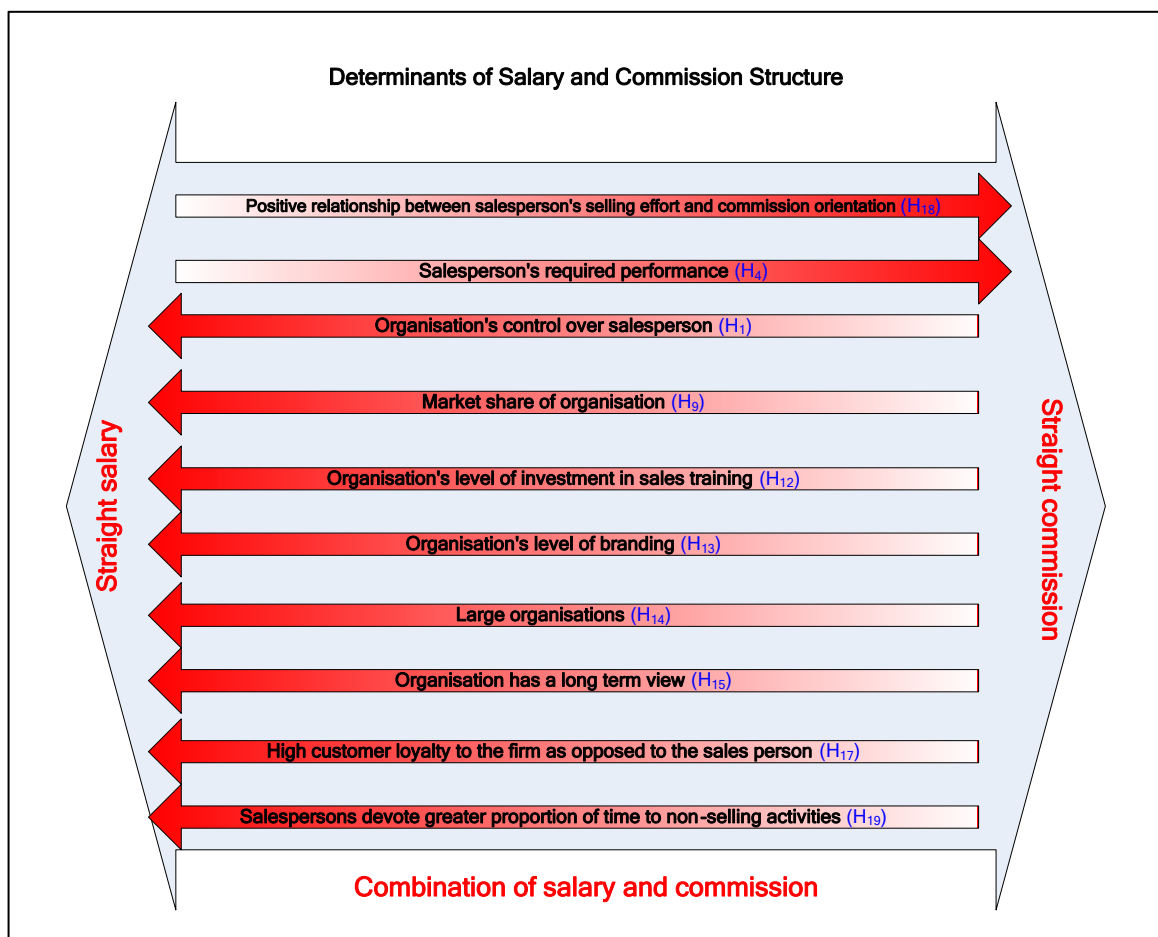 Determinants of Salary and Commission Structure
Positive relationship between salesperson's selling effort and commission orientation (H18)
Salesperson's required performance (H4)
Organisation's control over salesperson (H1)
Market share of organisation (H9)
Organisation's level of investment in sales training (H12)
Organisation's level of branding (H13)
Large organisations (H14)
Organisation has a long term view (H15)
High customer loyalty to the firm as opposed to the sales person (H17)
Salespersons devote greater proportion of time to non-selling activities (H19)
Straight salary
Straight commission
Combination of salary and commission